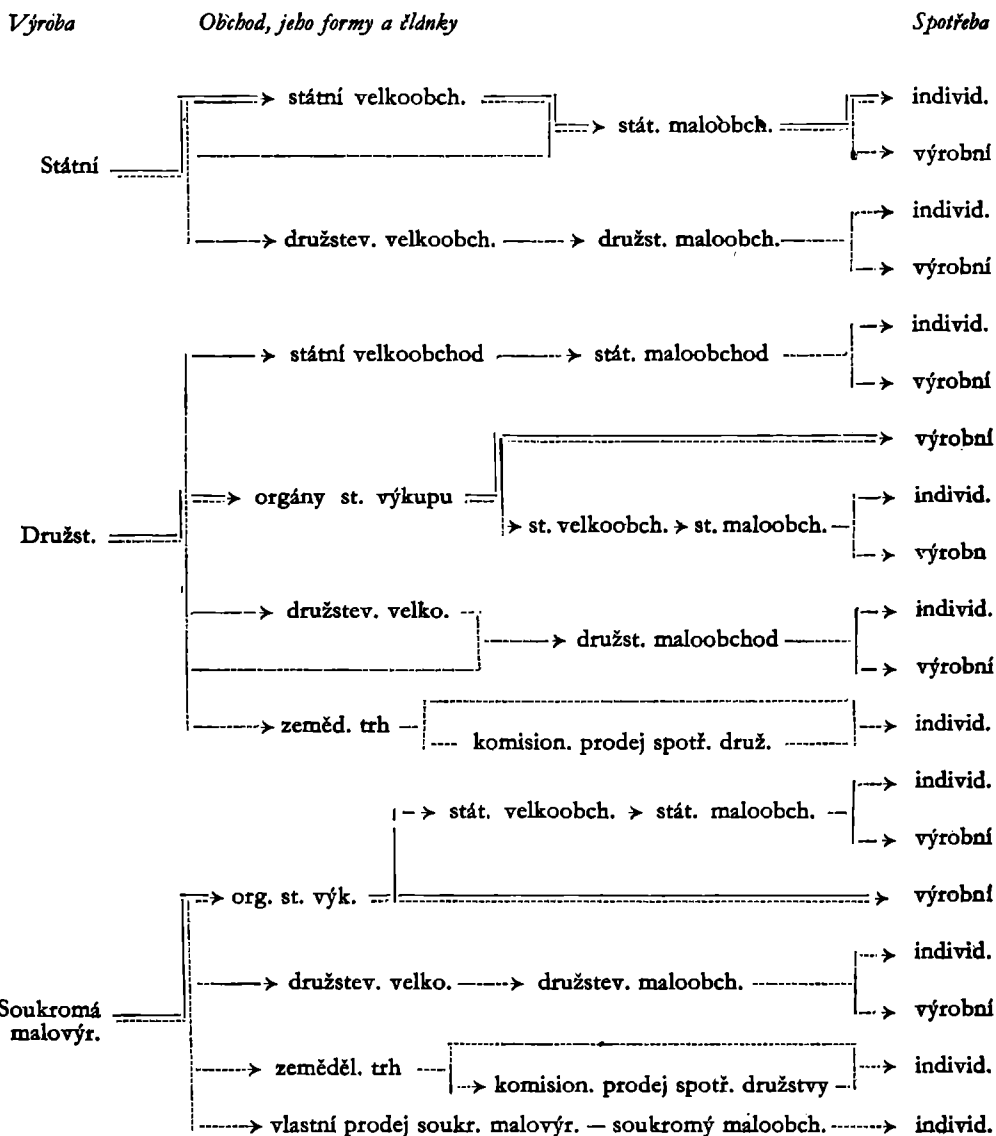 Výroba Obchod, jeho formy a články Spotřeba
státní velkoobch. individ.
stát. maloobch.
Státní výrobní
individ.
družstev. velkoobch. družst. maloobch.
výrobní
individ.
státní velkoobchod stát. maloobchod
výrobní
výrobní
orgány st. výkupu individ.
Družst. st. velkoobch. st. maloobch.
výrobn
družstev. velko. individ.
družst. maloobchod
výrobní
zeměd. trh individ.
komision. prodej spotř. druž.
individ.
stát. velkoobch. stát. maloobch.
výrobní
org. st. výk. výrobní
individ.
družstev. velko. družstev. maloobch.
Soukromá výrobní
malovýr.
zeměděl. trh individ.
komision. prodej spotř. družstvy
vlastní prodej soukr. malovýr. — soukromý maloobch. individ.